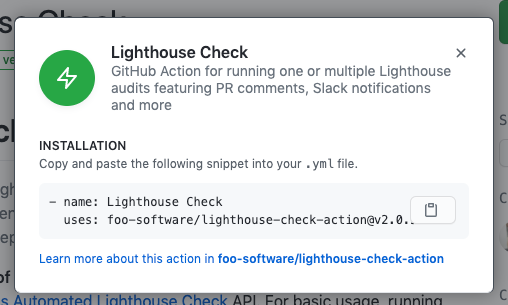 se Check
Lighthouse Check
GitHub Action for running one or multiple Lighthouse
audits featuring PR comments, Slack notifications
and more
INSTALLATION
Copy and paste the following snippet into your .yml file.
- name: Lighthouse Check
uses: foo-software/lighthouse-check-action@v2.0.
Learn more about this action in foo-software/lighthouse-check-action
s Automated Lighthouse Check API. For basic usage, running